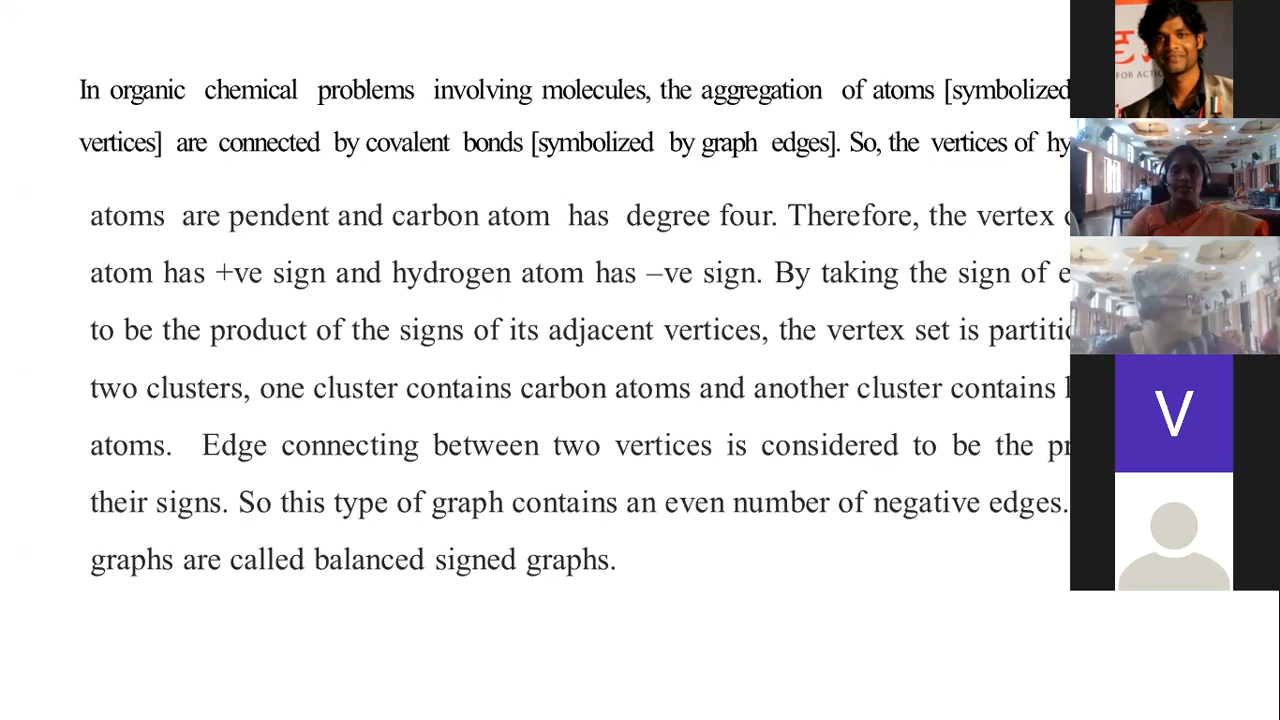 In organic chemical problems involving molecules, the aggregation of atoms [symbolized
vertices] are connected by covalent bonds [symbolized by graph edges]. So, the vertices of hy
atoms are pendent and carbon atom has degree four. Therefore, the vertex
atom has +ve sign and hydrogen atom has –ve sign. By taking the sign of e
to be the product of the signs of its adjacent vertices, the vertex set is partitio
two clusters, one cluster contains carbon atoms and another cluster contains
atoms. Edge connecting between two vertices is considered to be the pr
their signs. So this type of graph contains an even number of negative edges.
graphs are called balanced signed graphs.
FOR ACTIO
V